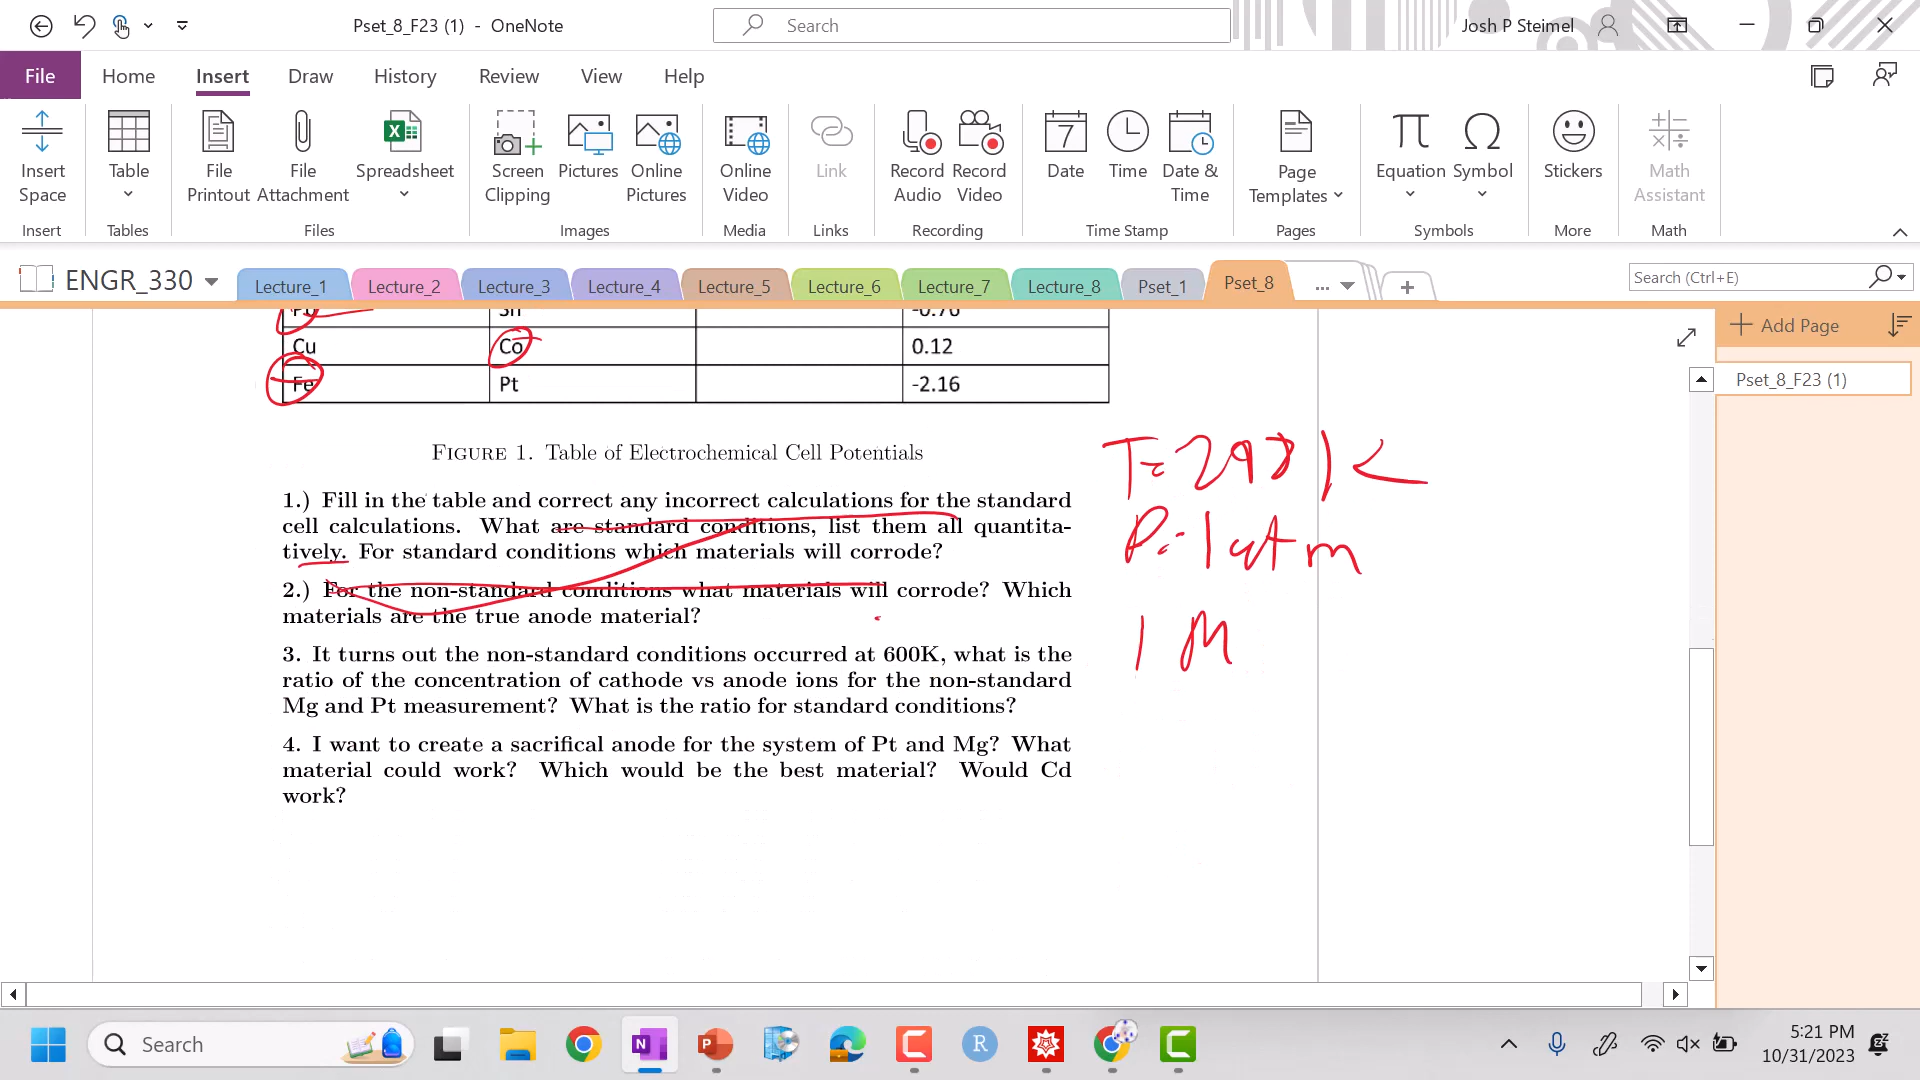 Pset_8_F23 (1) - OneNote
Search
Josh P Steimel
File
Home
Insert
Draw
History
Review
View
Help
Insert Space
Table
File Printout
File Attachment
Spreadsheet
Screen Clipping
Pictures
Online Pictures
Online Video
Link
Record Audio
Record Video
7
Date
Time
Date & Time
Page Templates
Equation
Symbol
Stickers
Math Assistant
Insert
Tables
Files
Images
Media
Links
Recording
Time Stamp
Pages
Symbols
More
Math
ENGR_330
Lecture_1
Lecture_2
Lecture_3
Lecture_4
Lecture_5
Lecture_6
Lecture_7
Lecture_8
Pset_1
Pset_8
...
Search (Ctrl+E)
Add Page
Pset_8_F23 (1)
Pb Sn -0.76
Cu Co 0.12
Fe Pt -2.16
FIGURE 1. Table of Electrochemical Cell Potentials
1.) Fill in the table and correct any incorrect calculations for the standard
cell calculations. What are standard conditions, list them all quantita-
tively. For standard conditions which materials will corrode?
2.) For the non-standard conditions what materials will corrode? Which
materials are the true anode material?
3. It turns out the non-standard conditions occurred at 600K, what is the
ratio of the concentration of cathode vs anode ions for the non-standard
Mg and Pt measurement? What is the ratio for standard conditions?
4. I want to create a sacrifical anode for the system of Pt and Mg? What
material could work? Which would be the best material? Would Cd
work?
T= 298 K
P= 1 atm
1 M
Search
5:21 PM
10/31/2023